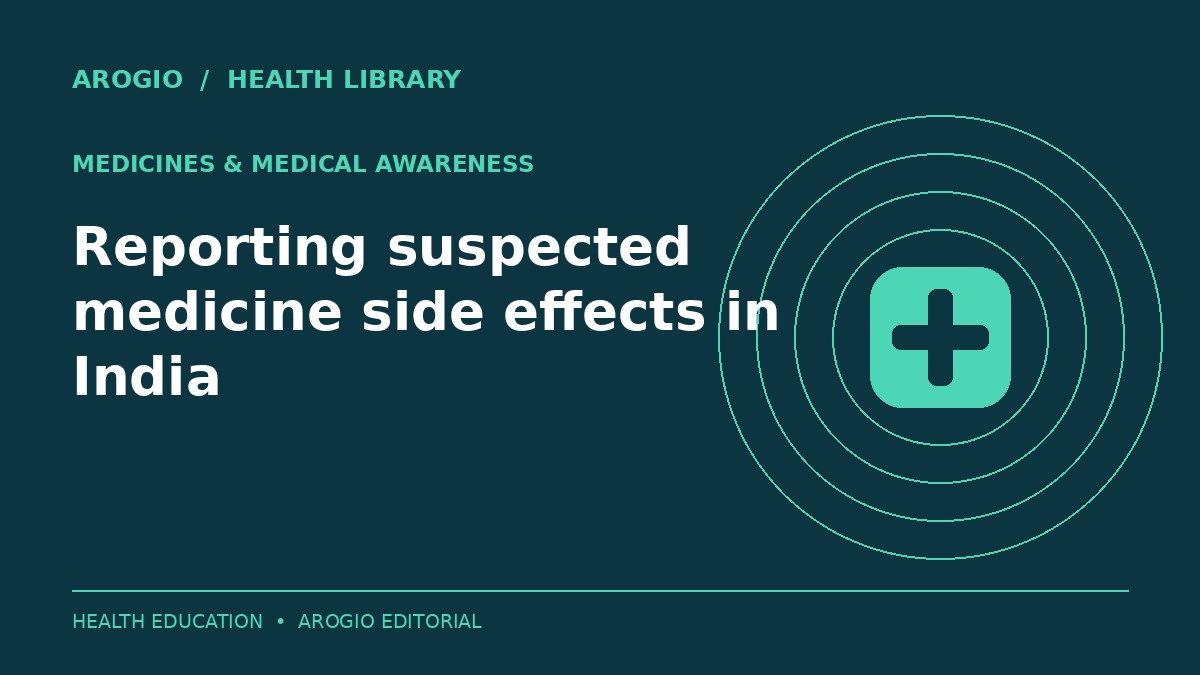 AROGIO / HEALTH LIBRARY
MEDICINES & MEDICAL AWARENESS
Reporting suspected
medicine side effects in
India
HEALTH EDUCATION • AROGIO EDITORIAL